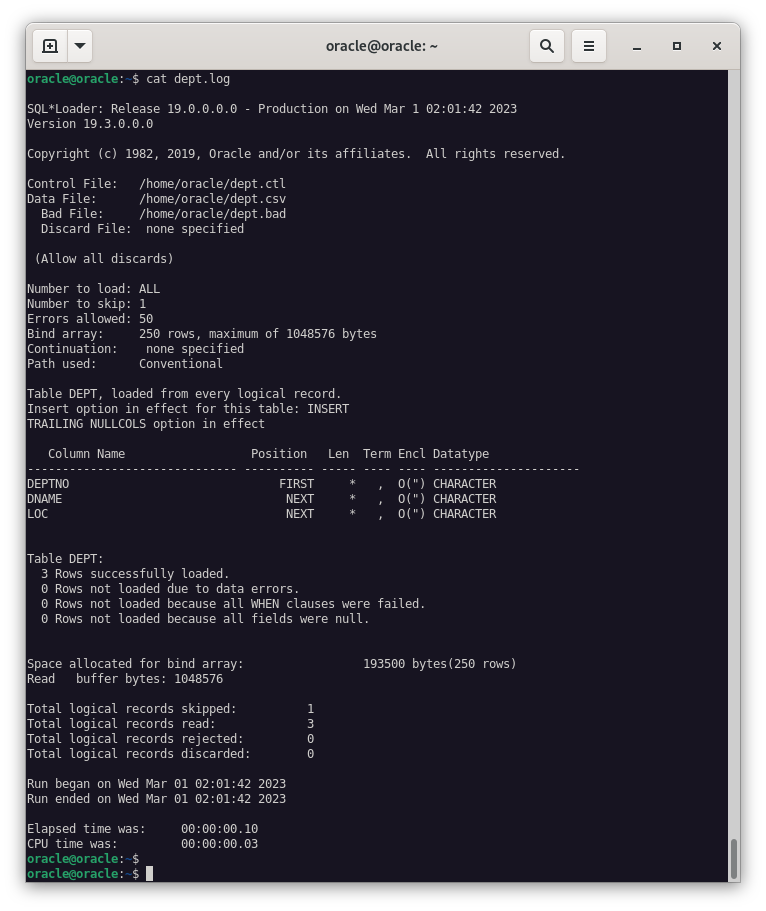 oracle@oracle: ~
oracle@oracle:~$ cat dept.log
SQL*Loader: Release 19.0.0.0.0 - Production on Wed Mar 1 02:01:42 2023
Version 19.3.0.0.0
Copyright (c) 1982, 2019, Oracle and/or its affiliates.  All rights reserved.
Control File:   /home/oracle/dept.ctl
Data File:      /home/oracle/dept.csv
  Bad File:     /home/oracle/dept.bad
  Discard File:  none specified
 (Allow all discards)
Number to load: ALL
Number to skip: 1
Errors allowed: 50
Bind array:     250 rows, maximum of 1048576 bytes
Continuation:    none specified
Path used:      Conventional
Table DEPT, loaded from every logical record.
Insert option in effect for this table: INSERT
TRAILING NULLCOLS option in effect
   Column Name                  Position   Len  Term Encl Datatype
------------------------------ ---------- ----- ---- ---- ---------------------
DEPTNO                              FIRST     *   ,  O(") CHARACTER
DNAME                                NEXT     *   ,  O(") CHARACTER
LOC                                  NEXT     *   ,  O(") CHARACTER
Table DEPT:
  3 Rows successfully loaded.
  0 Rows not loaded due to data errors.
  0 Rows not loaded because all WHEN clauses were failed.
  0 Rows not loaded because all fields were null.
Space allocated for bind array:                 193500 bytes(250 rows)
Read   buffer bytes: 1048576
Total logical records skipped:          1
Total logical records read:             3
Total logical records rejected:         0
Total logical records discarded:        0
Run began on Wed Mar 01 02:01:42 2023
Run ended on Wed Mar 01 02:01:42 2023
Elapsed time was:     00:00:00.10
CPU time was:         00:00:00.03
oracle@oracle:~$
oracle@oracle:~$